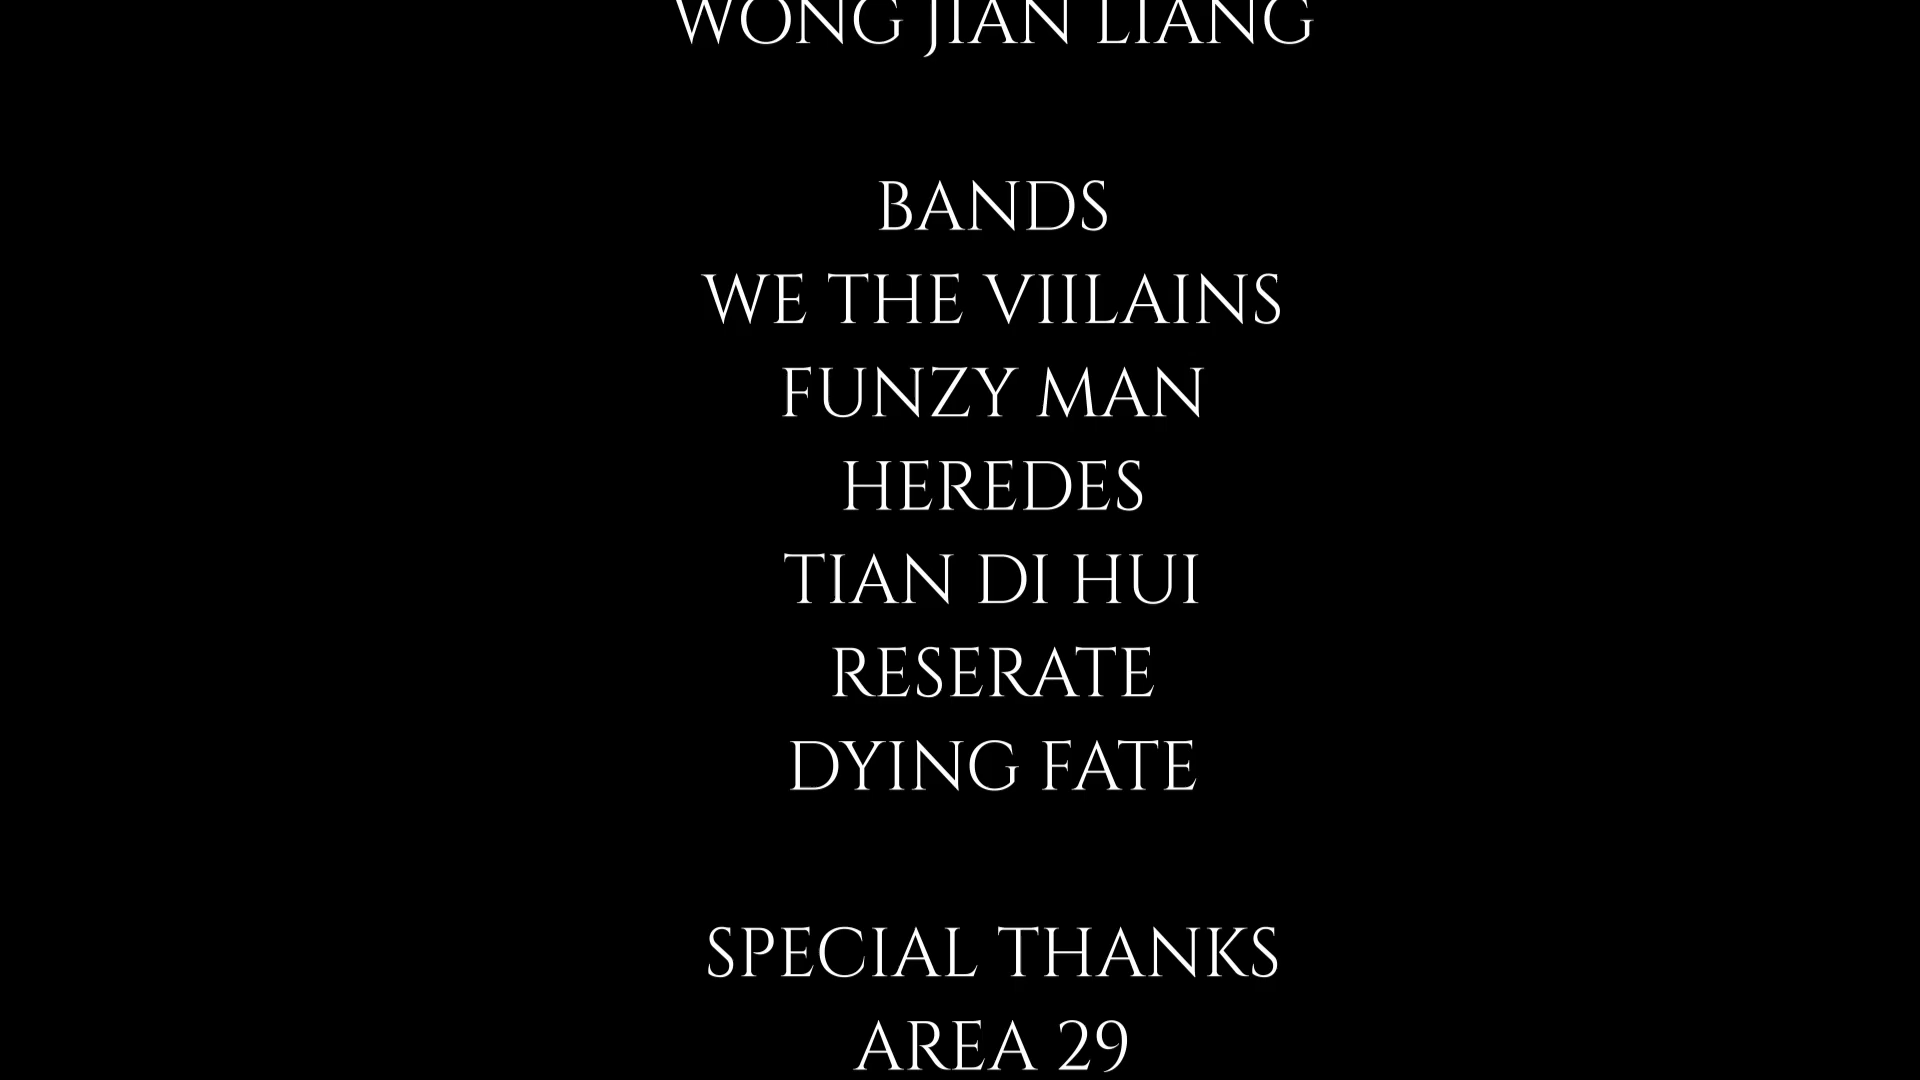 WONG JIAN LIANG
BANDS
WE THE VIILAINS
FUNZY MAN
HEREDES
TIAN DI HUI
RESERATE
DYING FATE
SPECIAL THANKS
AREA 29